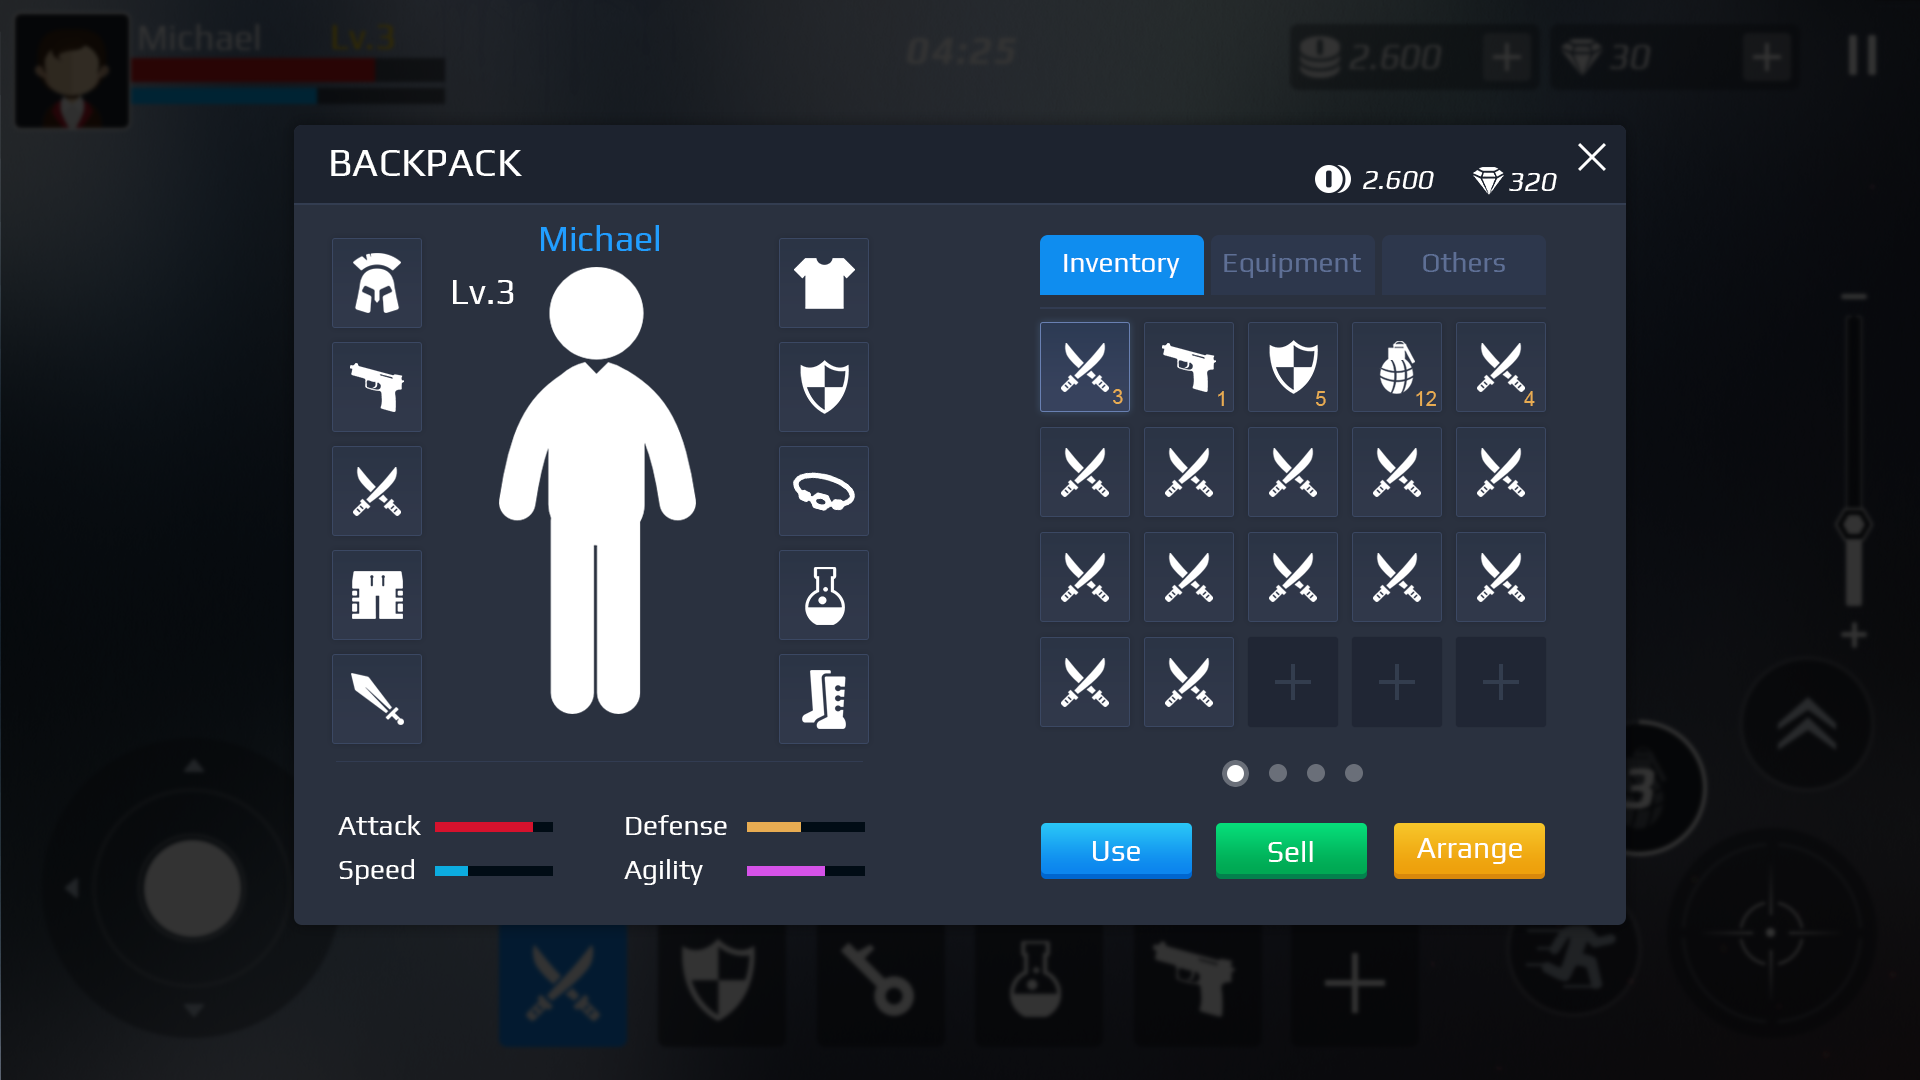 Michael Lv.3
04:25
2.600
30
BACKPACK
2.600
320
Michael
Lv.3
Inventory
Equipment
Others
3
1
5
12
4
Attack
Defense
Speed
Agility
Use
Sell
Arrange
3